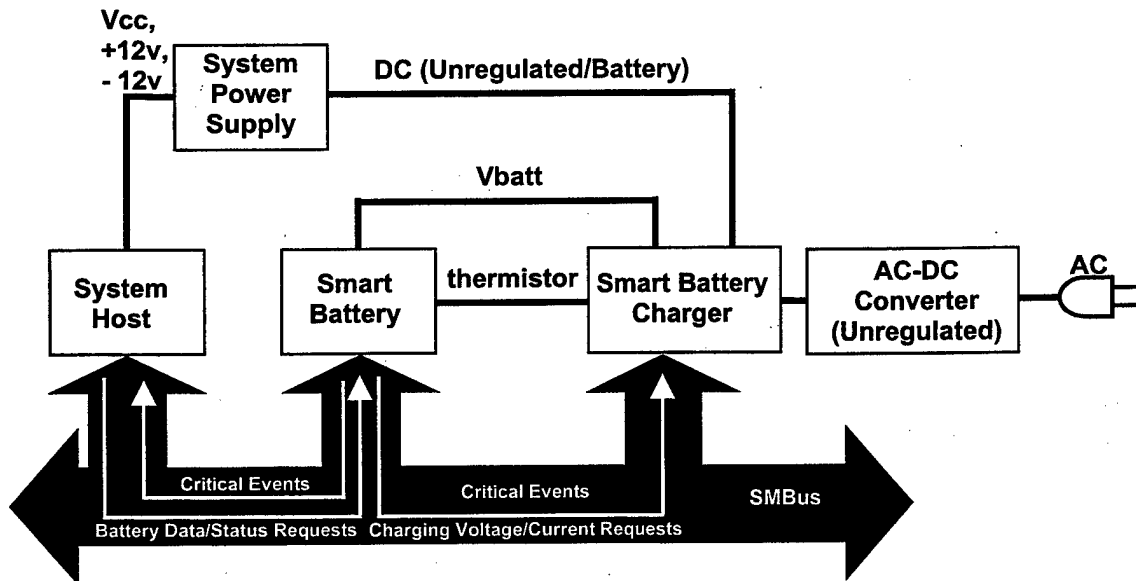 Vcc,
+12v,
- 12v
System
Power
Supply
DC (Unregulated/Battery)
Vbatt
System
Host
Smart
Battery
thermistor
Smart Battery
Charger
AC-DC
Converter
(Unregulated)
AC
Critical Events
Critical Events
SMBus
Battery Data/Status Requests
Charging Voltage/Current Requests